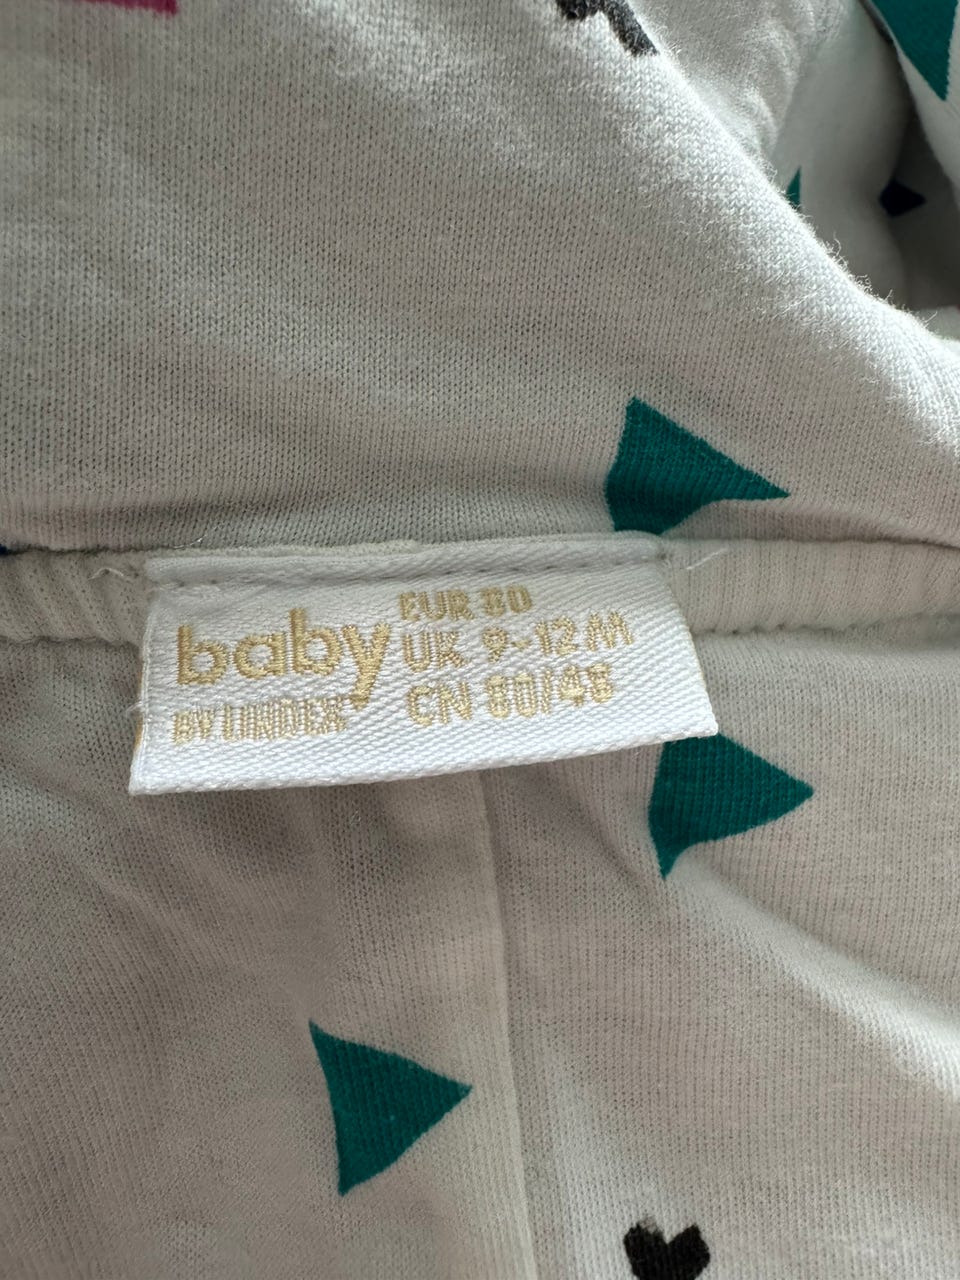 baby
BY LINDEX
EUR 80
UK 9-12M
CN 80/48